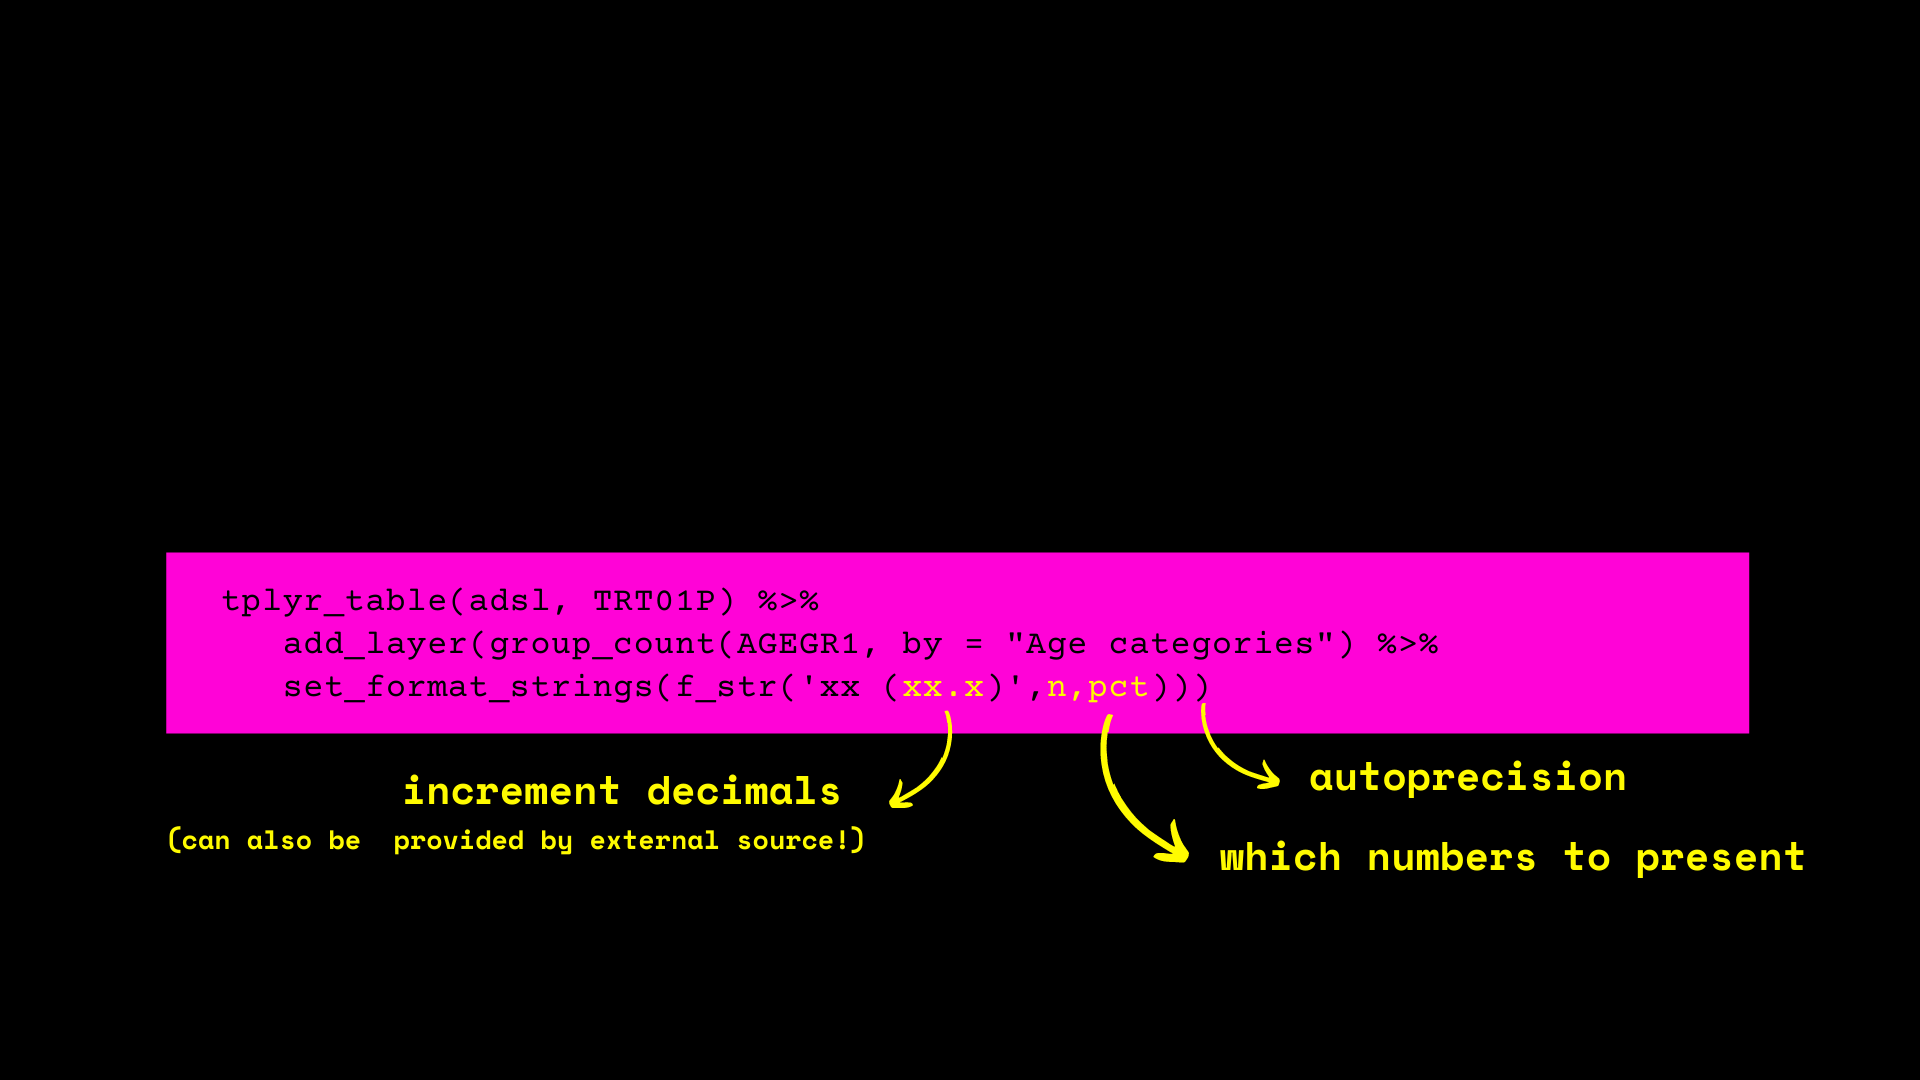 tplyr_table(adsl, TRT01P) %>%
add_layer(group_count(AGEGR1, by = "Age categories") %>%
set_format_strings(f_str('xx (xx.x)',n,pct)))
increment decimals
(can also be provided by external source!)
autoprecision
which numbers to present